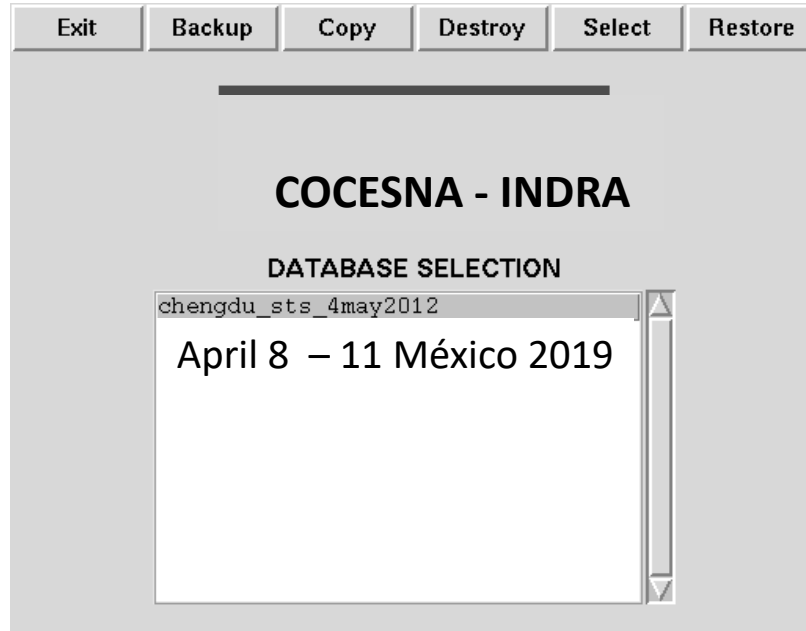 Exit Backup Copy Destroy Select Restore
COCESNA - INDRA
DATABASE SELECTION
chengdu_sts_4may2012
April 8 – 11 México 2019